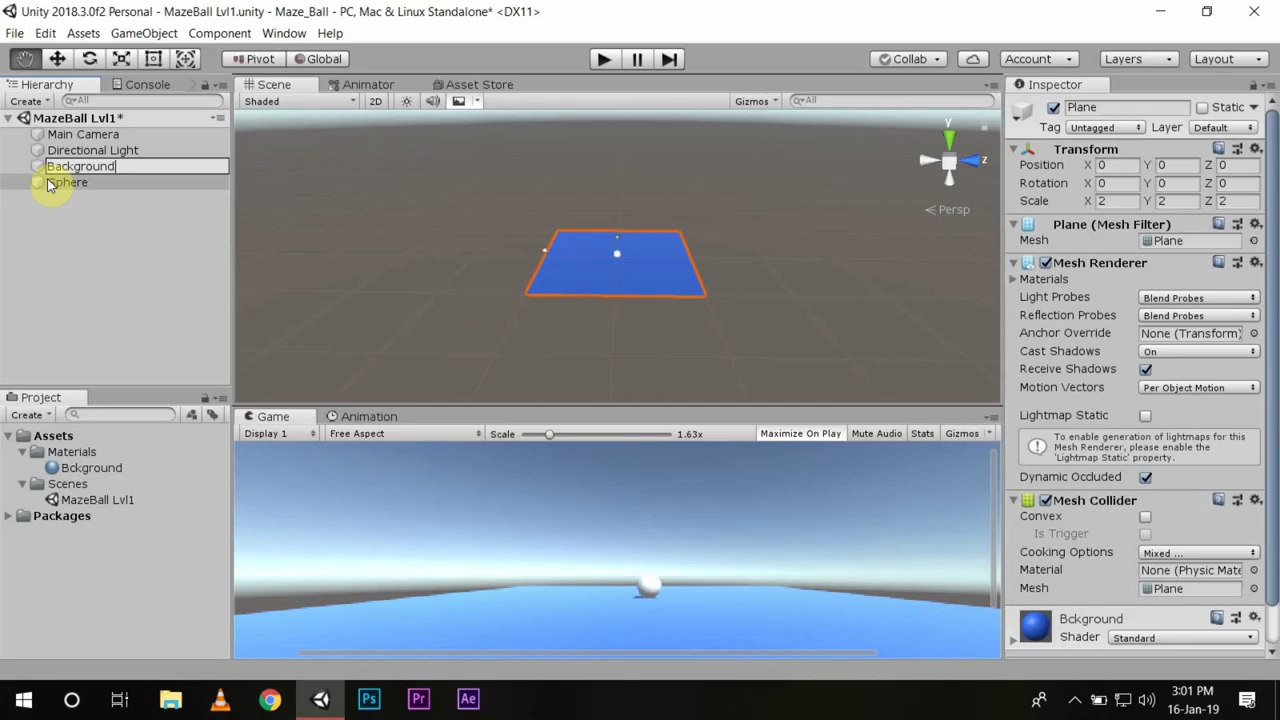 Unity 2018.3.0f2 Personal - MazeBall Lvl1.unity - Maze_Ball - PC, Mac & Linux Standalone* <DX11>
File Edit Assets GameObject Component Window Help
Pivot Global Collab Account Layers Layout
Hierarchy Console Scene Animator Asset Store Inspector
Create All Shaded 2D Gizmos All Plane Static
MazeBall Lvl1* Tag Untagged Layer Default
Main Camera
Directional Light
Background
Sphere
y
z
Persp
Transform
Position X 0 Y 0 Z 0
Rotation X 0 Y 0 Z 0
Scale X 2 Y 2 Z 2
Plane (Mesh Filter)
Mesh Plane
Mesh Renderer
Materials
Light Probes Blend Probes
Reflection Probes Blend Probes
Anchor Override None (Transform)
Cast Shadows On
Receive Shadows
Motion Vectors Per Object Motion
Lightmap Static
To enable generation of lightmaps for this
Mesh Renderer, please enable the
'Lightmap Static' property.
Dynamic Occluded
Mesh Collider
Convex
Is Trigger
Cooking Options Mixed ...
Material None (Physic Mate
Mesh Plane
Bckground
Shader Standard
Project
Create
Assets
Materials
Bckground
Scenes
MazeBall Lvl1
Packages
Game Animation
Display 1 Free Aspect Scale 1.63x Maximize On Play Mute Audio Stats Gizmos
Ps Pr Ae
3:01 PM
16-Jan-19